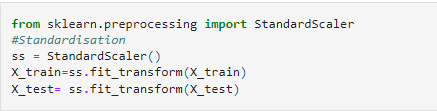 from sklearn.preprocessing import StandardScaler
#Standardisation
ss = StandardScaler()
X_train=ss.fit_transform(X_train)
X_test= ss.fit_transform(X_test)